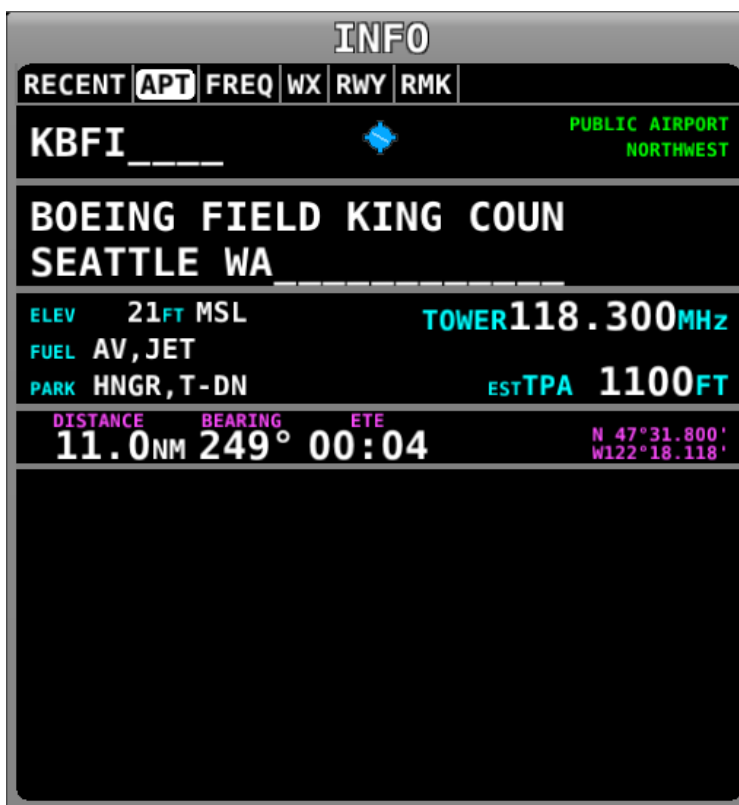 INFO
RECENT APT FREQ WX RWY RMK
KBFI____
PUBLIC AIRPORT
NORTHWEST
BOEING FIELD KING COUN
SEATTLE WA____________
ELEV 21FT MSL
TOWER118.300MHz
FUEL AV,JET
PARK HNGR,T-DN
ESTTPA 1100FT
DISTANCE BEARING ETE
11.0NM 249° 00:04
N 47°31.800'
W122°18.118'